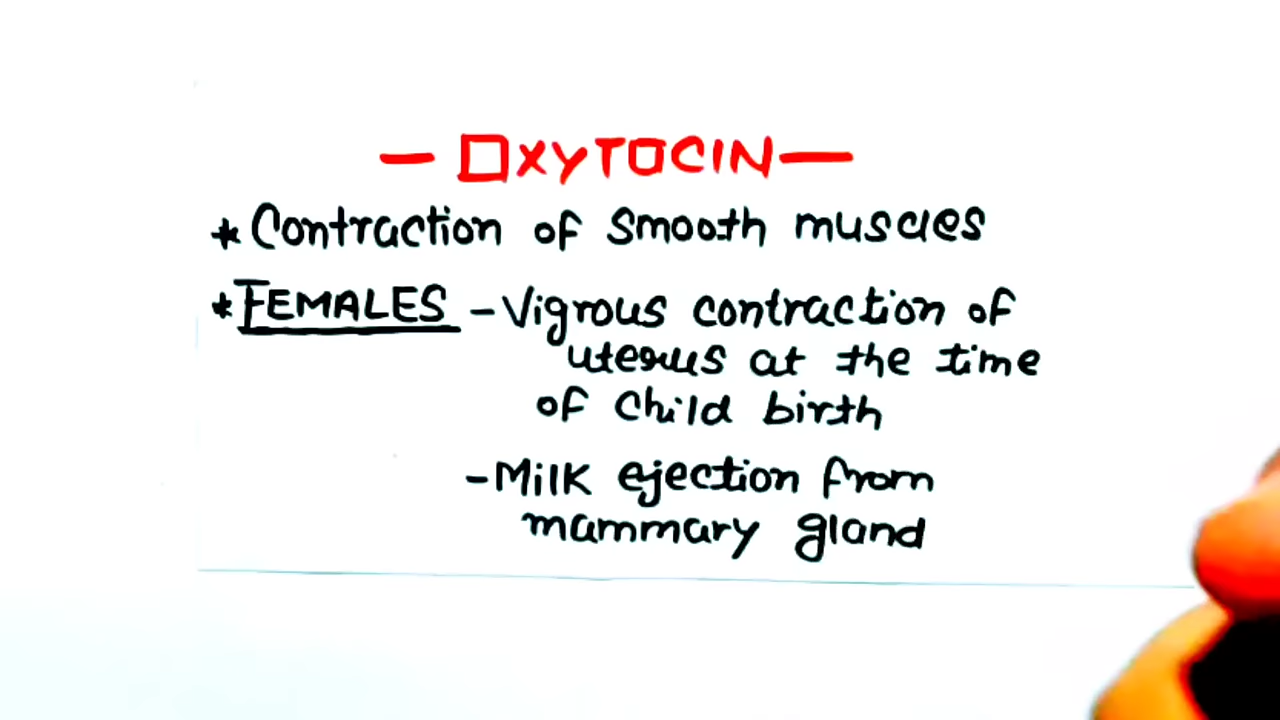 — OXYTOCIN —
* Contraction of smooth muscles
* FEMALES - Vigrous contraction of
uterus at the time
of child birth
- Milk ejection from
mammary gland